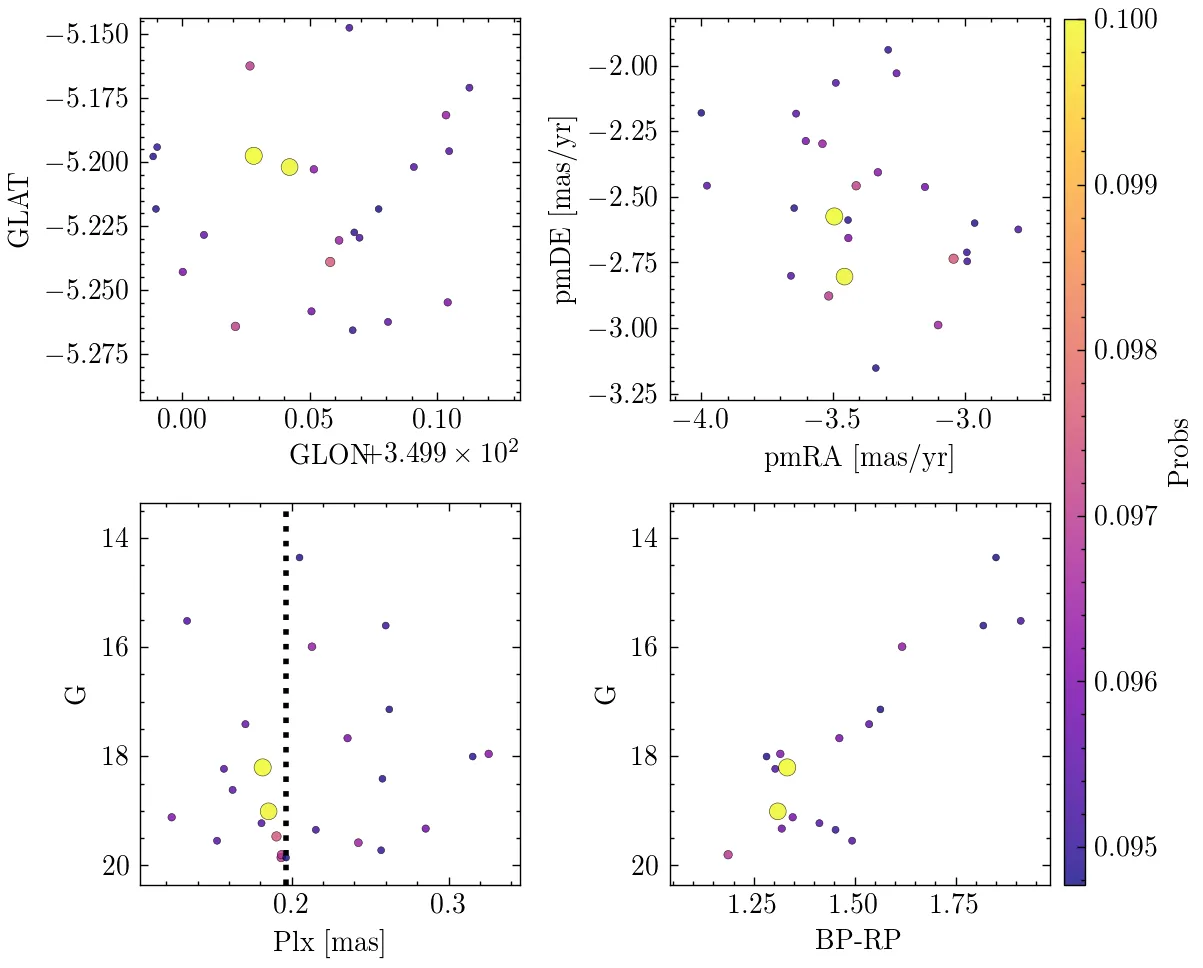 −5.150
−5.175
−5.200
−5.225
−5.250
−5.275
GLAT
0.00 0.05 0.10
GLON +3.499 × 10²
−2.00
−2.25
−2.50
−2.75
−3.00
−3.25
pmDE [mas/yr]
−4.0 −3.5 −3.0
pmRA [mas/yr]
14
16
18
20
G
0.2 0.3
Plx [mas]
14
16
18
20
G
1.25 1.50 1.75
BP-RP
0.100
0.099
0.098
0.097
0.096
0.095
Probs